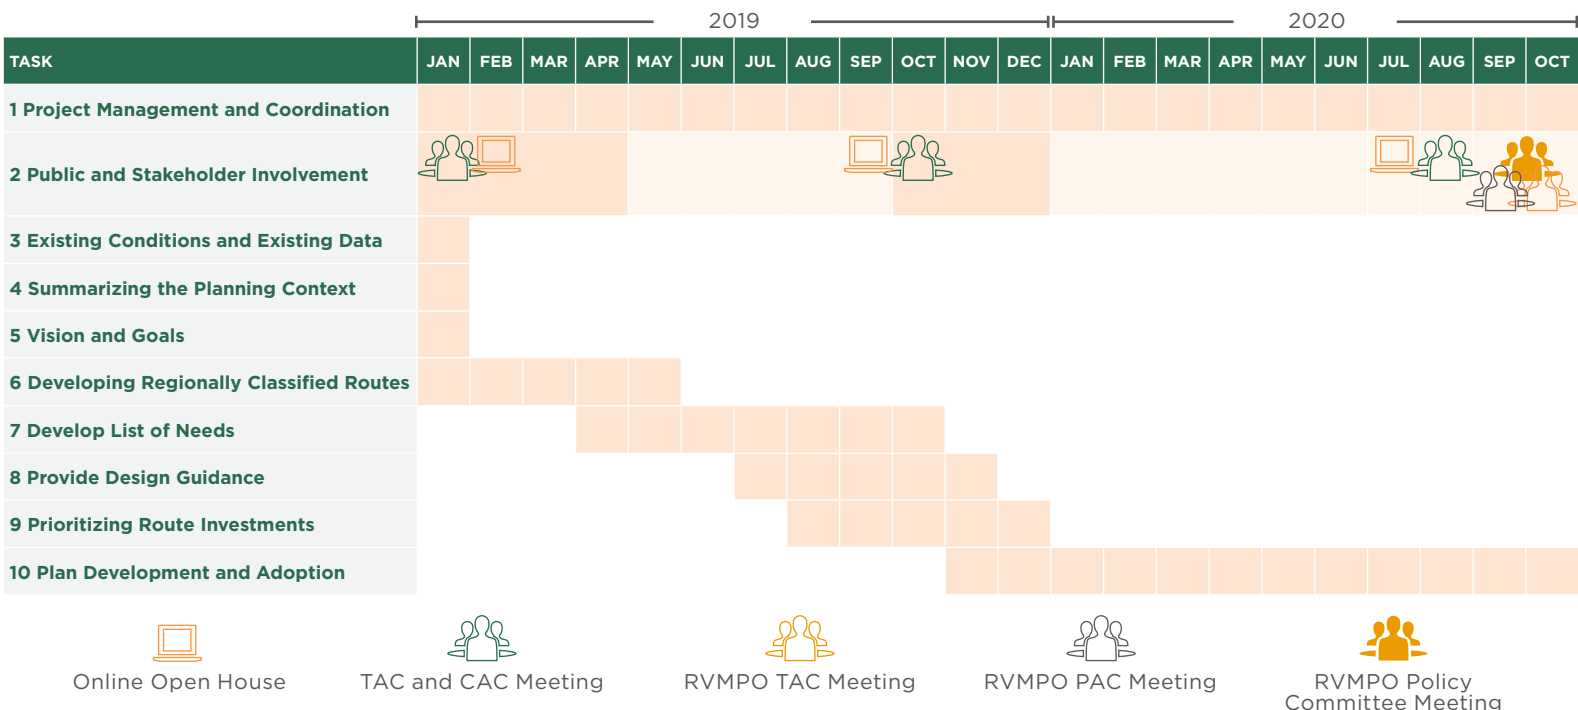 2019 2020
TASK JAN FEB MAR APR MAY JUN JUL AUG SEP OCT NOV DEC JAN FEB MAR APR MAY JUN JUL AUG SEP OCT
1 Project Management and Coordination
2 Public and Stakeholder Involvement
3 Existing Conditions and Existing Data
4 Summarizing the Planning Context
5 Vision and Goals
6 Developing Regionally Classified Routes
7 Develop List of Needs
8 Provide Design Guidance
9 Prioritizing Route Investments
10 Plan Development and Adoption
Online Open House TAC and CAC Meeting RVMPO TAC Meeting RVMPO PAC Meeting RVMPO Policy
Committee Meeting